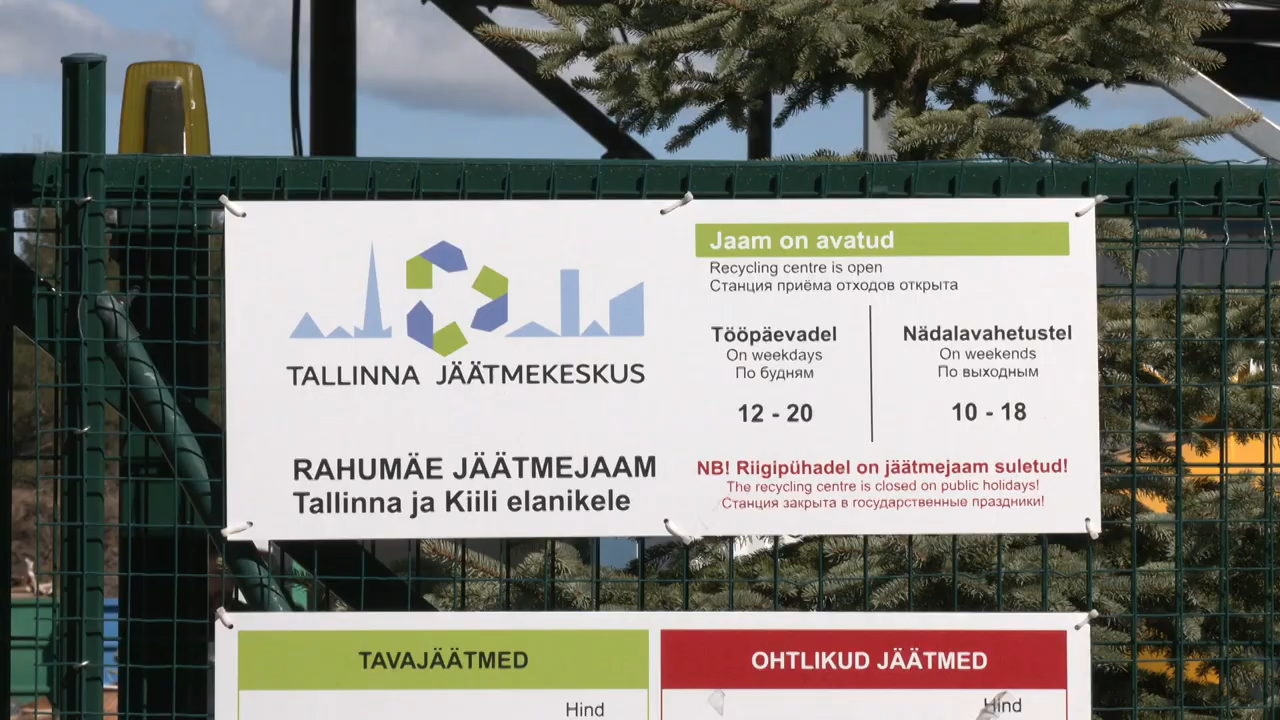 TALLINNA JÄÄTMEKESKUS
RAHUMÄE JÄÄTMEJAAM
Tallinna ja Kiili elanikele
Jaam on avatud
Recycling centre is open
Станция приёма отходов открыта
Tööpäevadel
On weekdays
По будням
12 - 20
Nädalavahetustel
On weekends
По выходным
10 - 18
NB! Riigipühadel on jäätmejaam suletud!
The recycling centre is closed on public holidays!
Станция закрыта в государственные праздники!
TAVAJÄÄTMED
Hind
OHTLIKUD JÄÄTMED
Hind